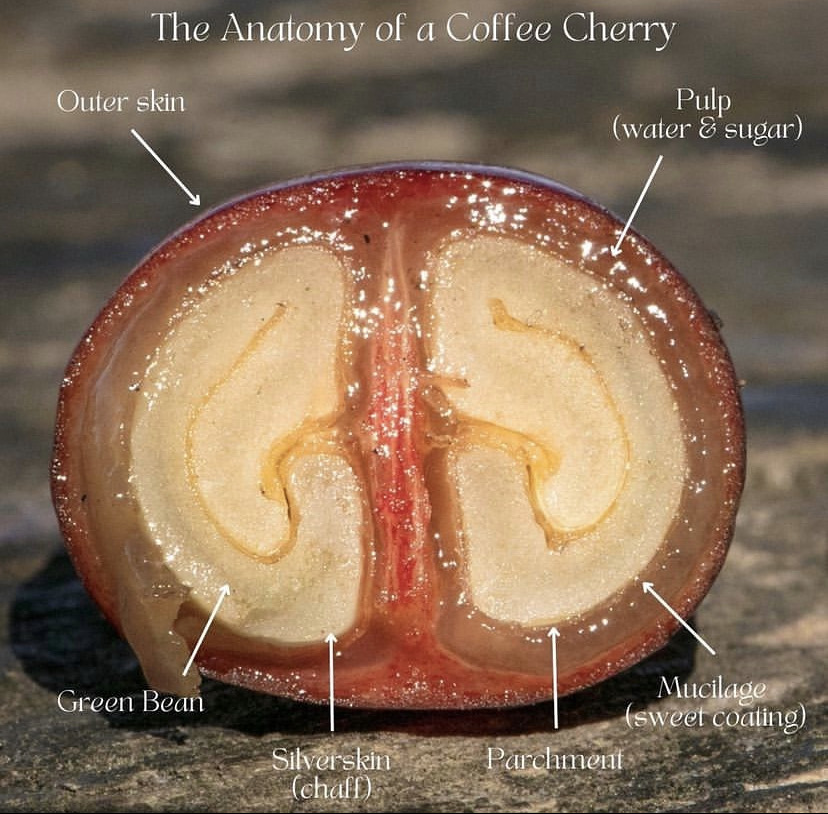 The Anatomy of a Coffee Cherry
Outer skin
Pulp
(water & sugar)
Green Bean
Silverskin
(chaff)
Parchment
Mucilage
(sweet coating)